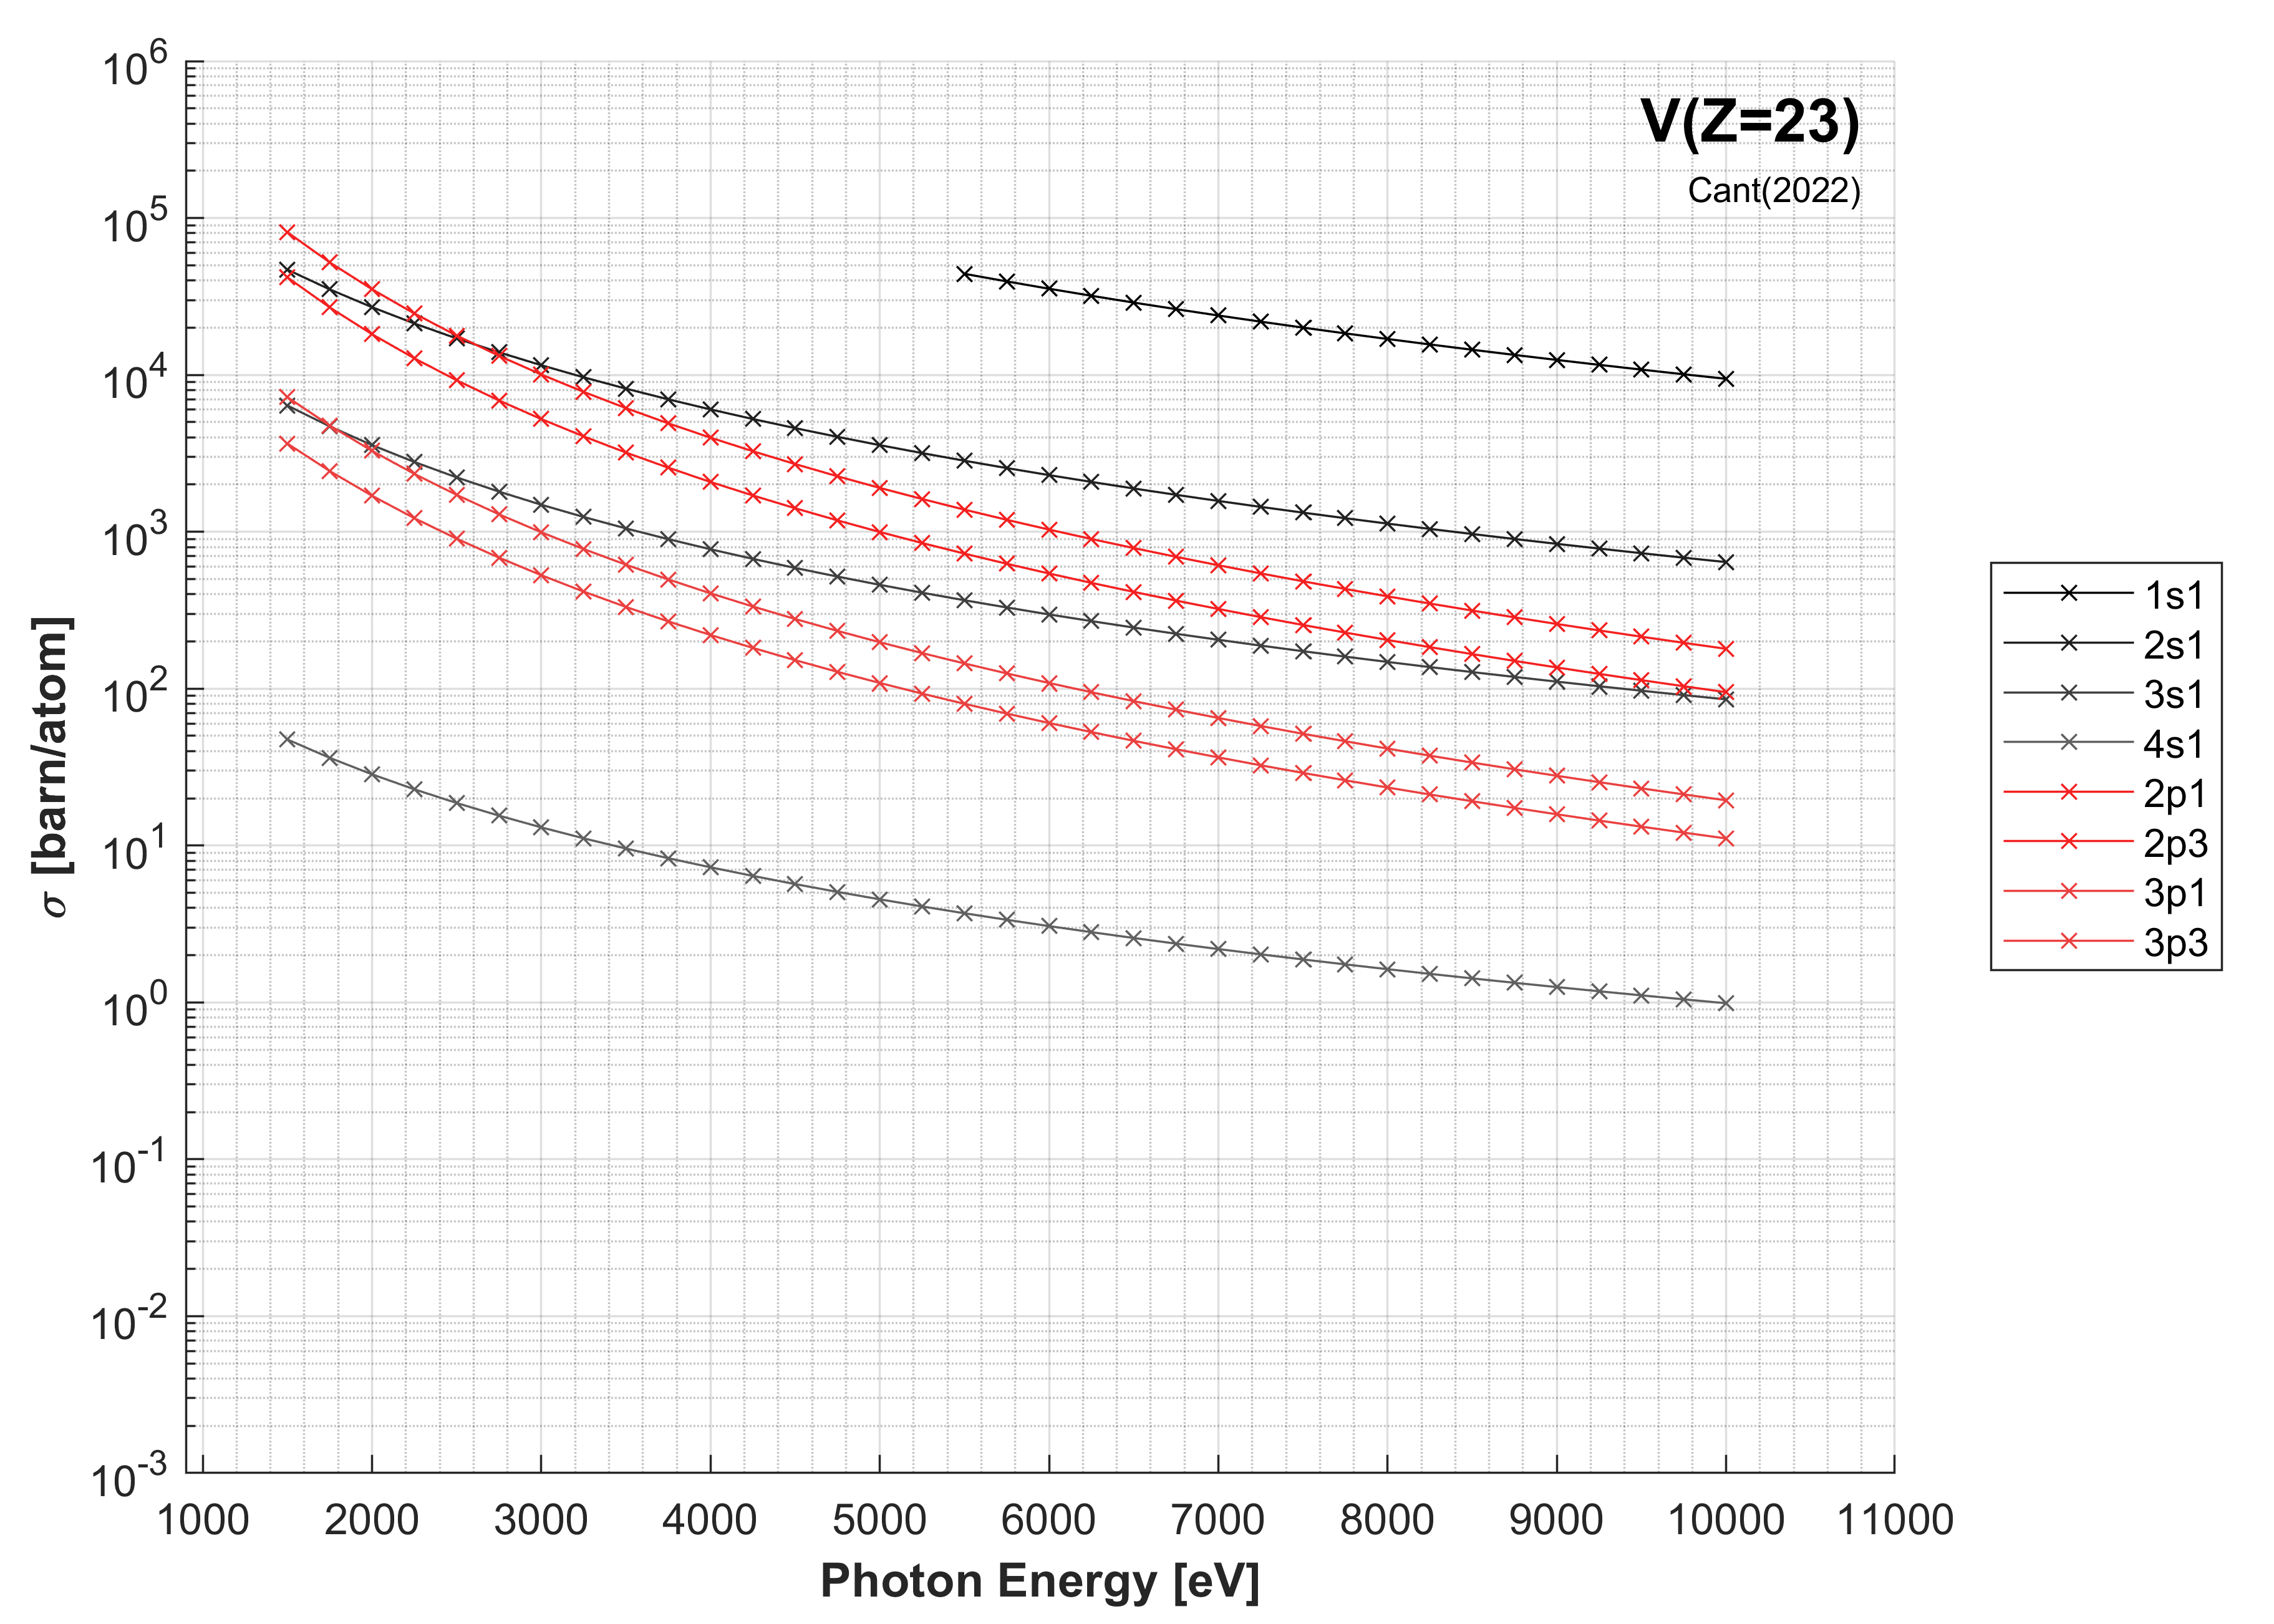 V(Z=23)
Cant(2022)
10^6
10^5
10^4
10^3
10^2
10^1
10^0
10^-1
10^-2
10^-3
σ [barn/atom]
1000 2000 3000 4000 5000 6000 7000 8000 9000 10000 11000
Photon Energy [eV]
1s1
2s1
3s1
4s1
2p1
2p3
3p1
3p3